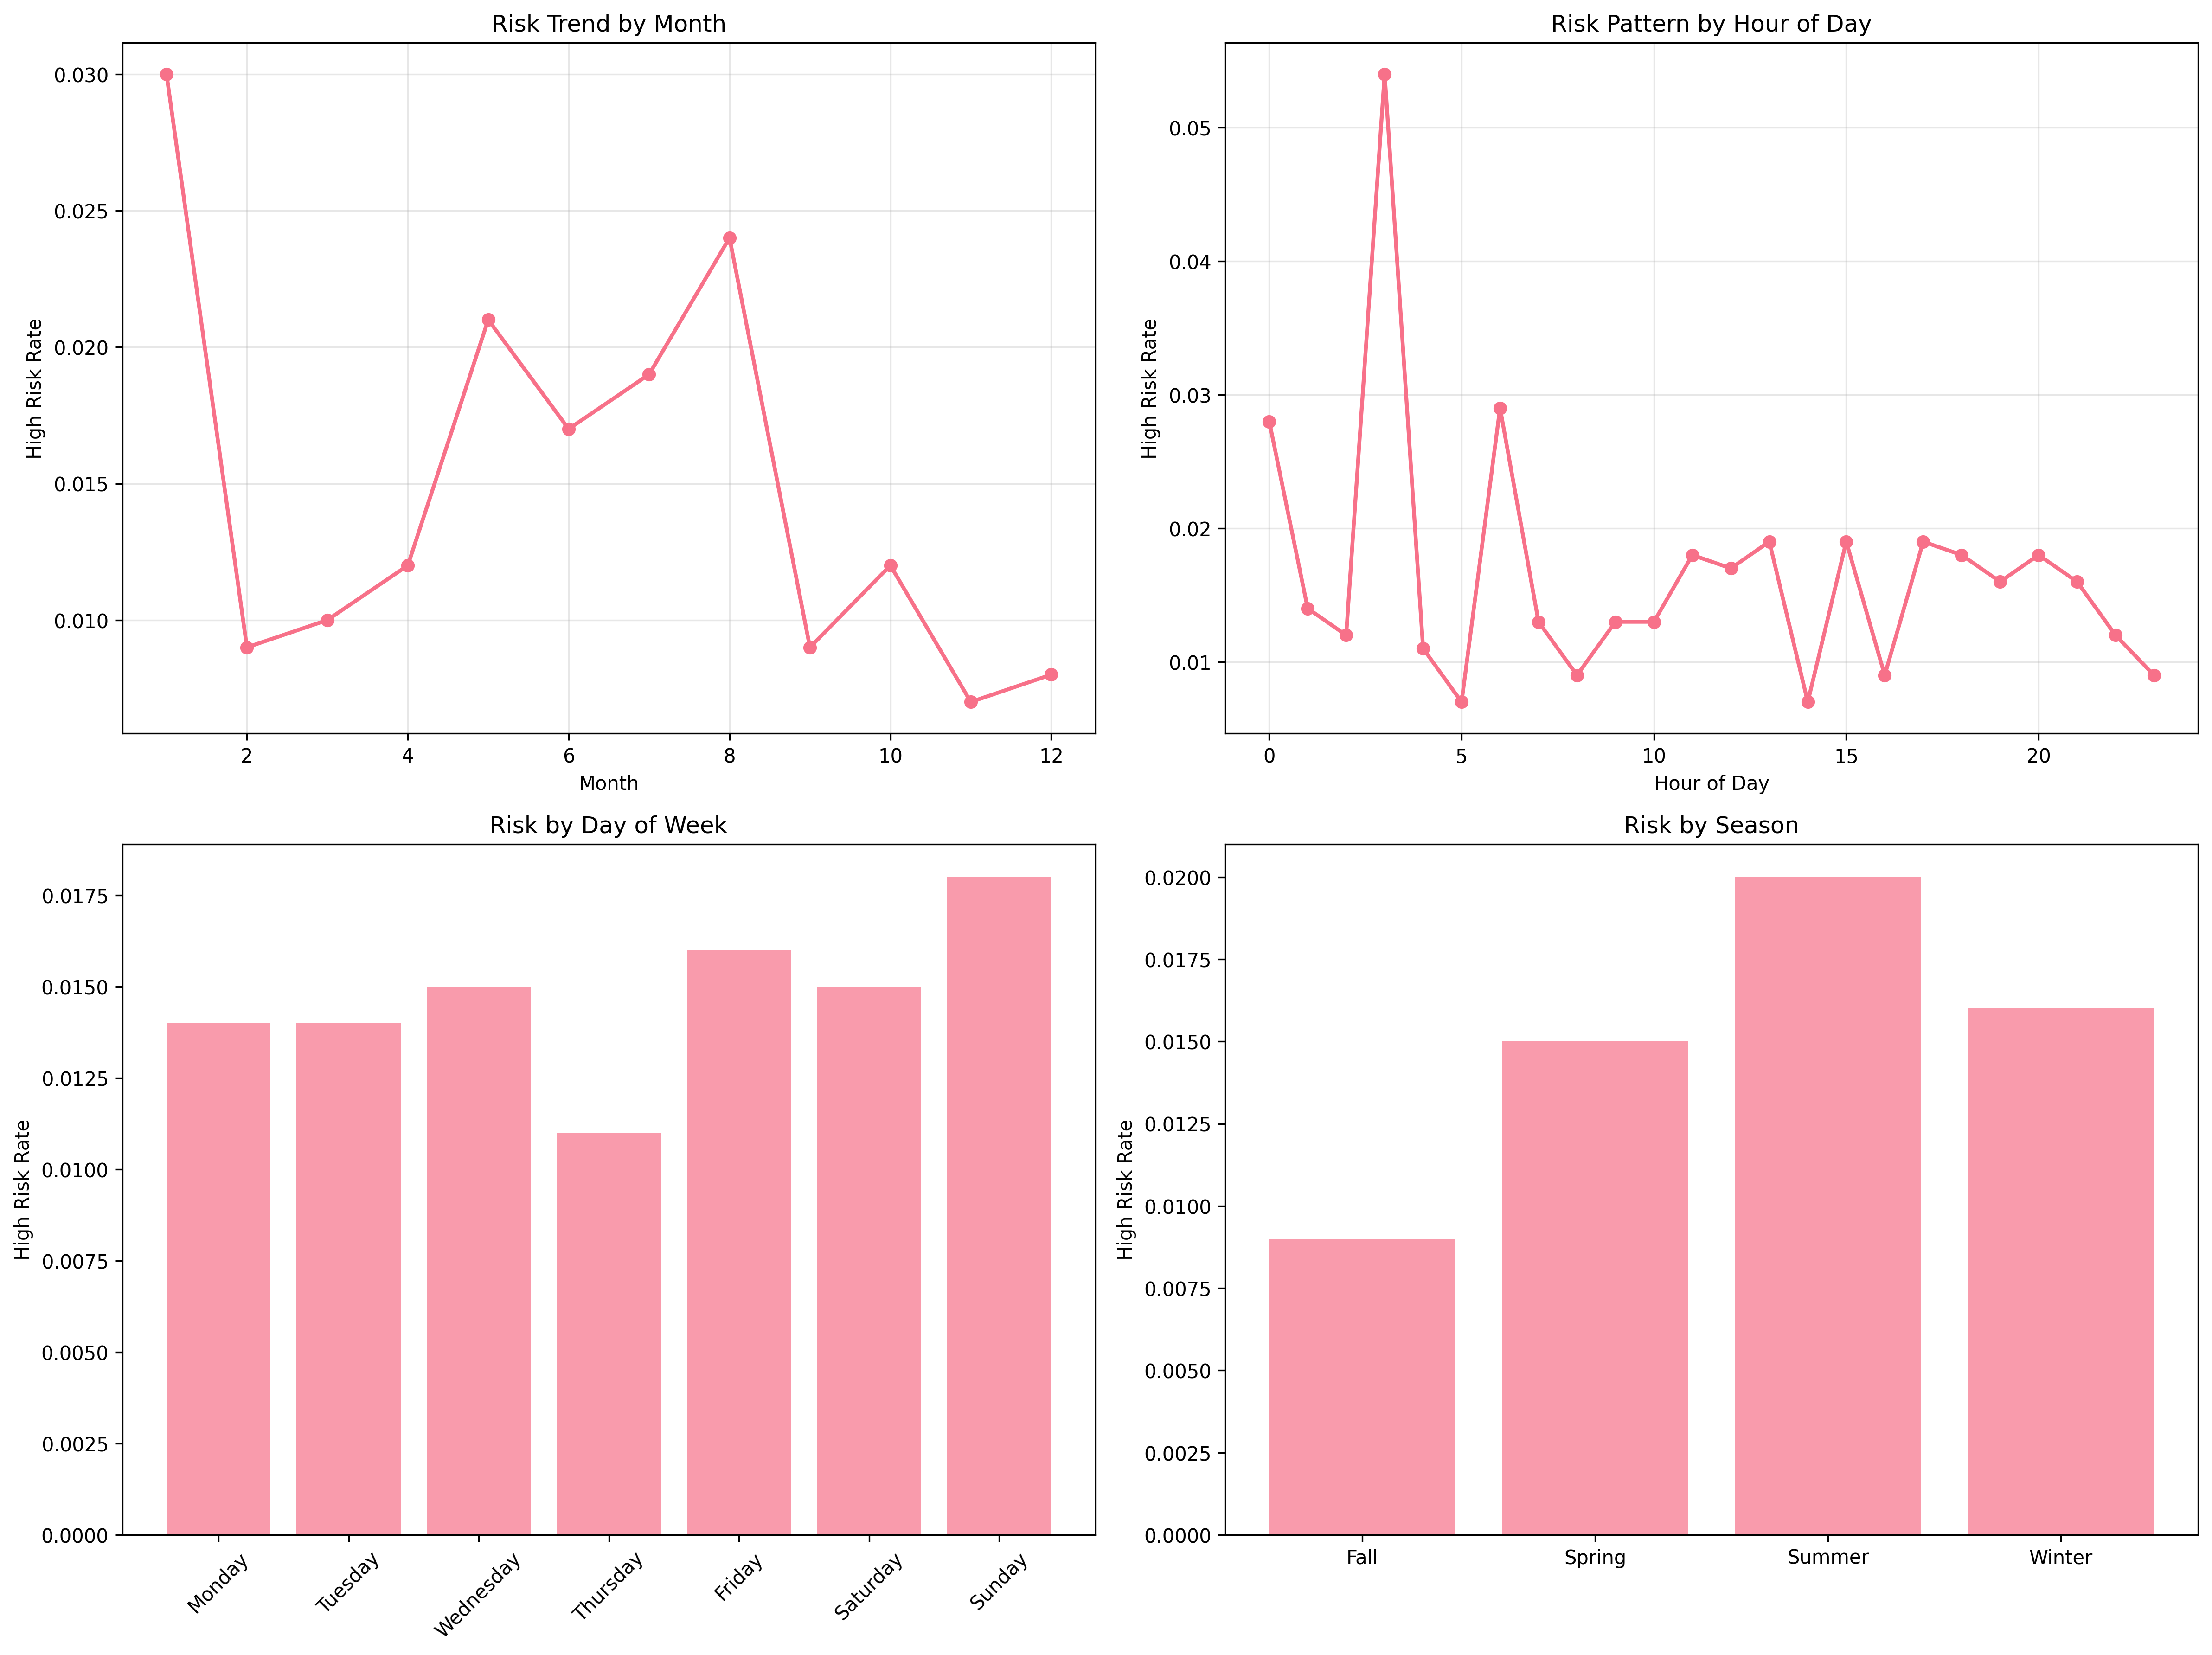 Risk Trend by Month
High Risk Rate
0.030
0.025
0.020
0.015
0.010
2 4 6 8 10 12
Month
Risk Pattern by Hour of Day
High Risk Rate
0.05
0.04
0.03
0.02
0.01
0 5 10 15 20
Hour of Day
Risk by Day of Week
High Risk Rate
0.0175
0.0150
0.0125
0.0100
0.0075
0.0050
0.0025
0.0000
Monday Tuesday Wednesday Thursday Friday Saturday Sunday
Risk by Season
High Risk Rate
0.0200
0.0175
0.0150
0.0125
0.0100
0.0075
0.0050
0.0025
0.0000
Fall Spring Summer Winter